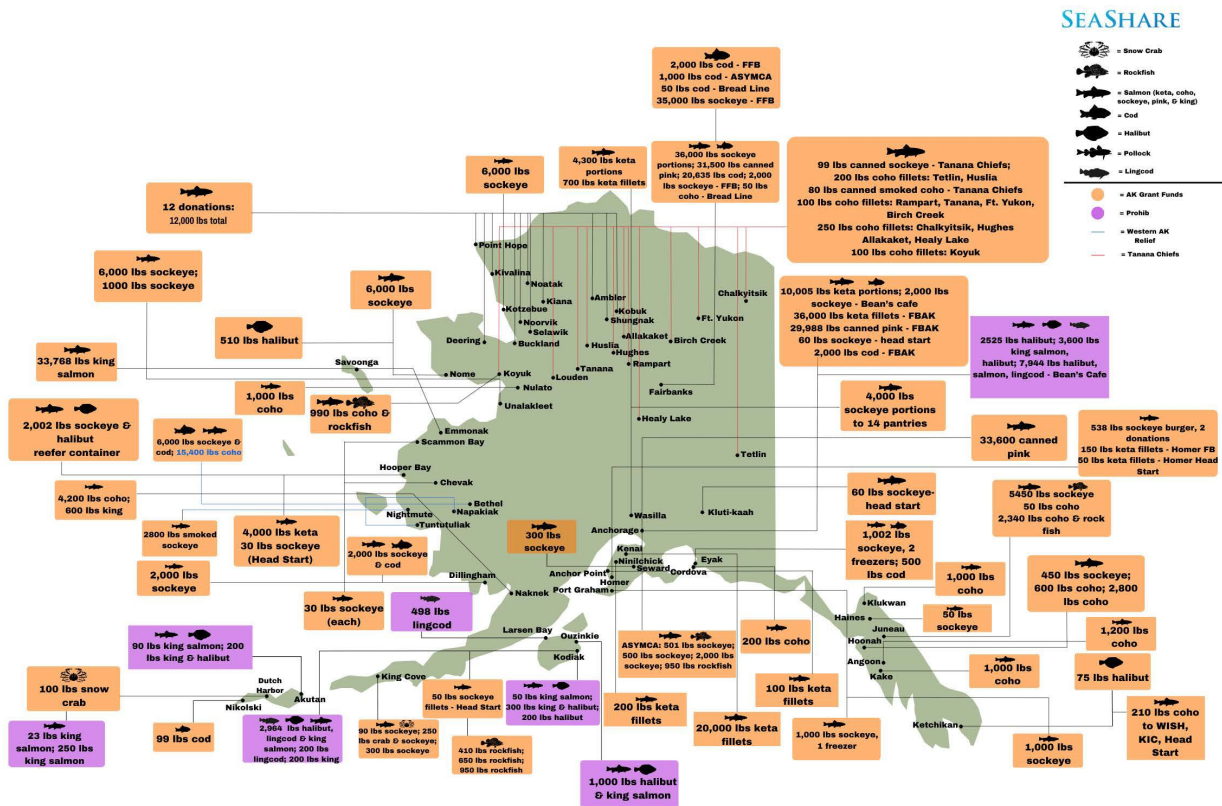 SEASHARE
= Snow Crab
= Rockfish
= Salmon (keta, coho,
sockeye, pink, & king)
= Cod
= Halibut
= Pollock
= Lingcod
= AK Grant Funds
= Prohib
= Western AK
Relief
= Tanana Chiefs
2,000 lbs cod - FFB
1,000 lbs cod - ASYMCA
50 lbs cod - Bread Line
35,000 lbs sockeye - FFB
36,000 lbs sockeye
portions; 31,500 lbs canned
pink; 20,635 lbs cod; 2,000
lbs sockeye - FFB; 50 lbs
coho - Bread Line
99 lbs canned sockeye - Tanana Chiefs;
200 lbs coho fillets: Tetlin, Huslia
80 lbs canned smoked coho - Tanana Chiefs
100 lbs coho fillets: Rampart, Tanana, Ft. Yukon,
Birch Creek
250 lbs coho fillets: Chalkyitsik, Hughes
Allakaket, Healy Lake
100 lbs coho fillets: Koyuk
4,300 lbs keta
portions
700 lbs keta fillets
6,000 lbs
sockeye
12 donations:
12,000 lbs total
6,000 lbs sockeye;
1000 lbs sockeye
6,000 lbs
sockeye
510 lbs halibut
33,768 lbs king
salmon
1,000 lbs
coho
990 lbs coho &
rockfish
2,002 lbs sockeye &
halibut
reefer container
6,000 lbs sockeye &
cod; 15,400 lbs coho
4,200 lbs coho;
600 lbs king
2800 lbs smoked
sockeye
4,000 lbs keta
30 lbs sockeye
(Head Start)
2,000 lbs
sockeye
2,000 lbs sockeye
& cod
30 lbs sockeye
(each)
498 lbs
lingcod
300 lbs
sockeye
10,005 lbs keta portions; 2,000 lbs
sockeye - Bean's cafe
36,000 lbs keta fillets - FBAK
29,988 lbs canned pink - FBAK
60 lbs sockeye - head start
2,000 lbs cod - FBAK
2525 lbs halibut; 3,600 lbs
king salmon,
halibut; 7,944 lbs halibut,
salmon, lingcod - Bean's Cafe
4,000 lbs
sockeye portions
to 14 pantries
33,600 canned
pink
538 lbs sockeye burger, 2
donations
150 lbs keta fillets - Homer FB
50 lbs keta fillets - Homer Head
Start
60 lbs sockeye-
head start
5450 lbs sockeye
50 lbs coho
2,340 lbs coho & rock
fish
1,002 lbs
sockeye, 2
freezers; 500
lbs cod
1,000 lbs
coho
450 lbs sockeye;
600 lbs coho; 2,800
lbs coho
50 lbs
sockeye
1,200 lbs
coho
1,000 lbs
coho
75 lbs halibut
210 lbs coho
to WISH,
KIC, Head
Start
1,000 lbs
sockeye
1,000 lbs sockeye,
1 freezer
100 lbs keta
fillets
200 lbs coho
20,000 lbs keta
fillets
200 lbs keta
fillets
ASYMCA: 501 lbs sockeye;
500 lbs sockeye; 2,000 lbs
sockeye; 950 lbs rockfish
50 lbs king salmon;
300 lbs king & halibut;
200 lbs halibut
1,000 lbs halibut
& king salmon
50 lbs sockeye
fillets - Head Start
410 lbs rockfish;
650 lbs rockfish;
950 lbs rockfish
90 lbs sockeye; 250
lbs crab & sockeye;
300 lbs sockeye
2,964 lbs halibut,
lingcod & king
salmon; 200 lbs
lingcod; 200 lbs king
90 lbs king salmon; 200
lbs king & halibut
100 lbs snow
crab
23 lbs king
salmon; 250 lbs
king salmon
99 lbs cod
Point Hope
Kivalina
Noatak
Kotzebue
Kiana
Ambler
Kobuk
Shungnak
Noorvik
Selawik
Buckland
Deering
Chalkyitsik
Ft. Yukon
Allakaket
Birch Creek
Huslia
Hughes
Rampart
Tanana
Louden
Koyuk
Nome
Savoonga
Nulato
Unalakleet
Fairbanks
Healy Lake
Tetlin
Emmonak
Scammon Bay
Hooper Bay
Chevak
Bethel
Napakiak
Nightmute
Tuntutuliak
Wasilla
Anchorage
Kluti-kaah
Kenai
Ninilchick
Seward
Eyak
Cordova
Anchor Point
Homer
Port Graham
Dillingham
Naknek
Larsen Bay
Ouzinkie
Kodiak
King Cove
Dutch
Harbor
Akutan
Nikolski
Klukwan
Haines
Juneau
Hoonah
Angoon
Kake
Ketchikan